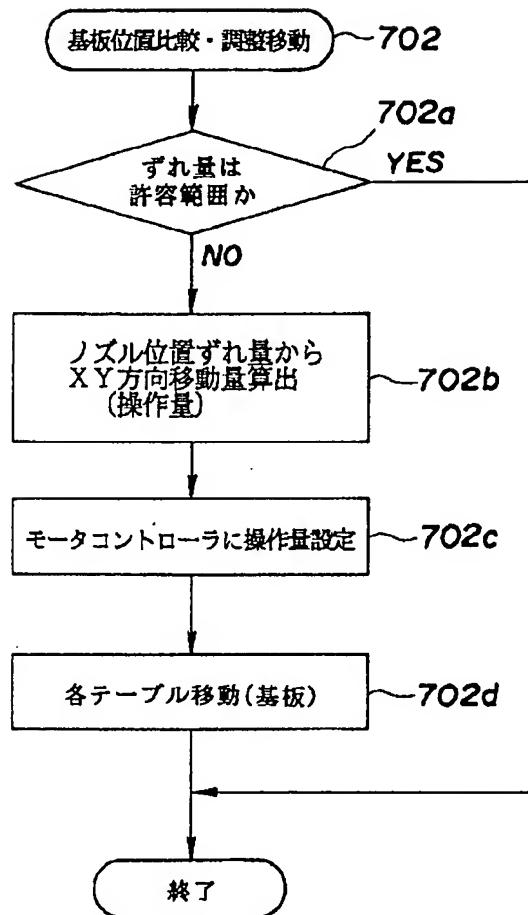 基板位置比較・調整移動
702
702a
ずれ量は
許容範囲か
YES
NO
ノズル位置ずれ量から
XY方向移動量算出
(操作量)
702b
モータコントローラに操作量設定
702c
各テーブル移動(基板)
702d
終了